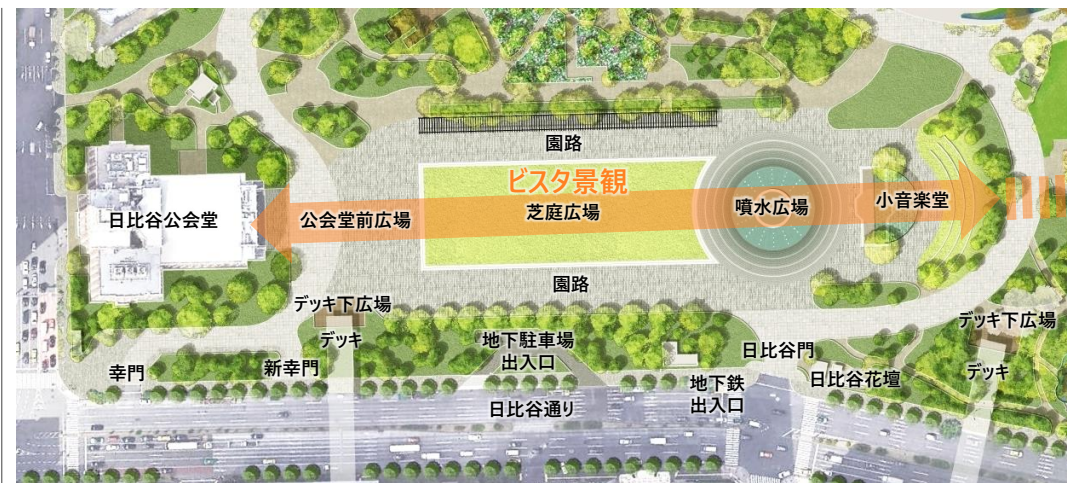 園路
ビスタ景観
日比谷公会堂
公会堂前広場
芝庭広場
噴水広場
小音楽堂
園路
デッキ下広場
デッキ
地下駐車場
出入口
日比谷門
デッキ下広場
デッキ
幸門
新幸門
地下鉄
出入口
日比谷花壇
日比谷通り